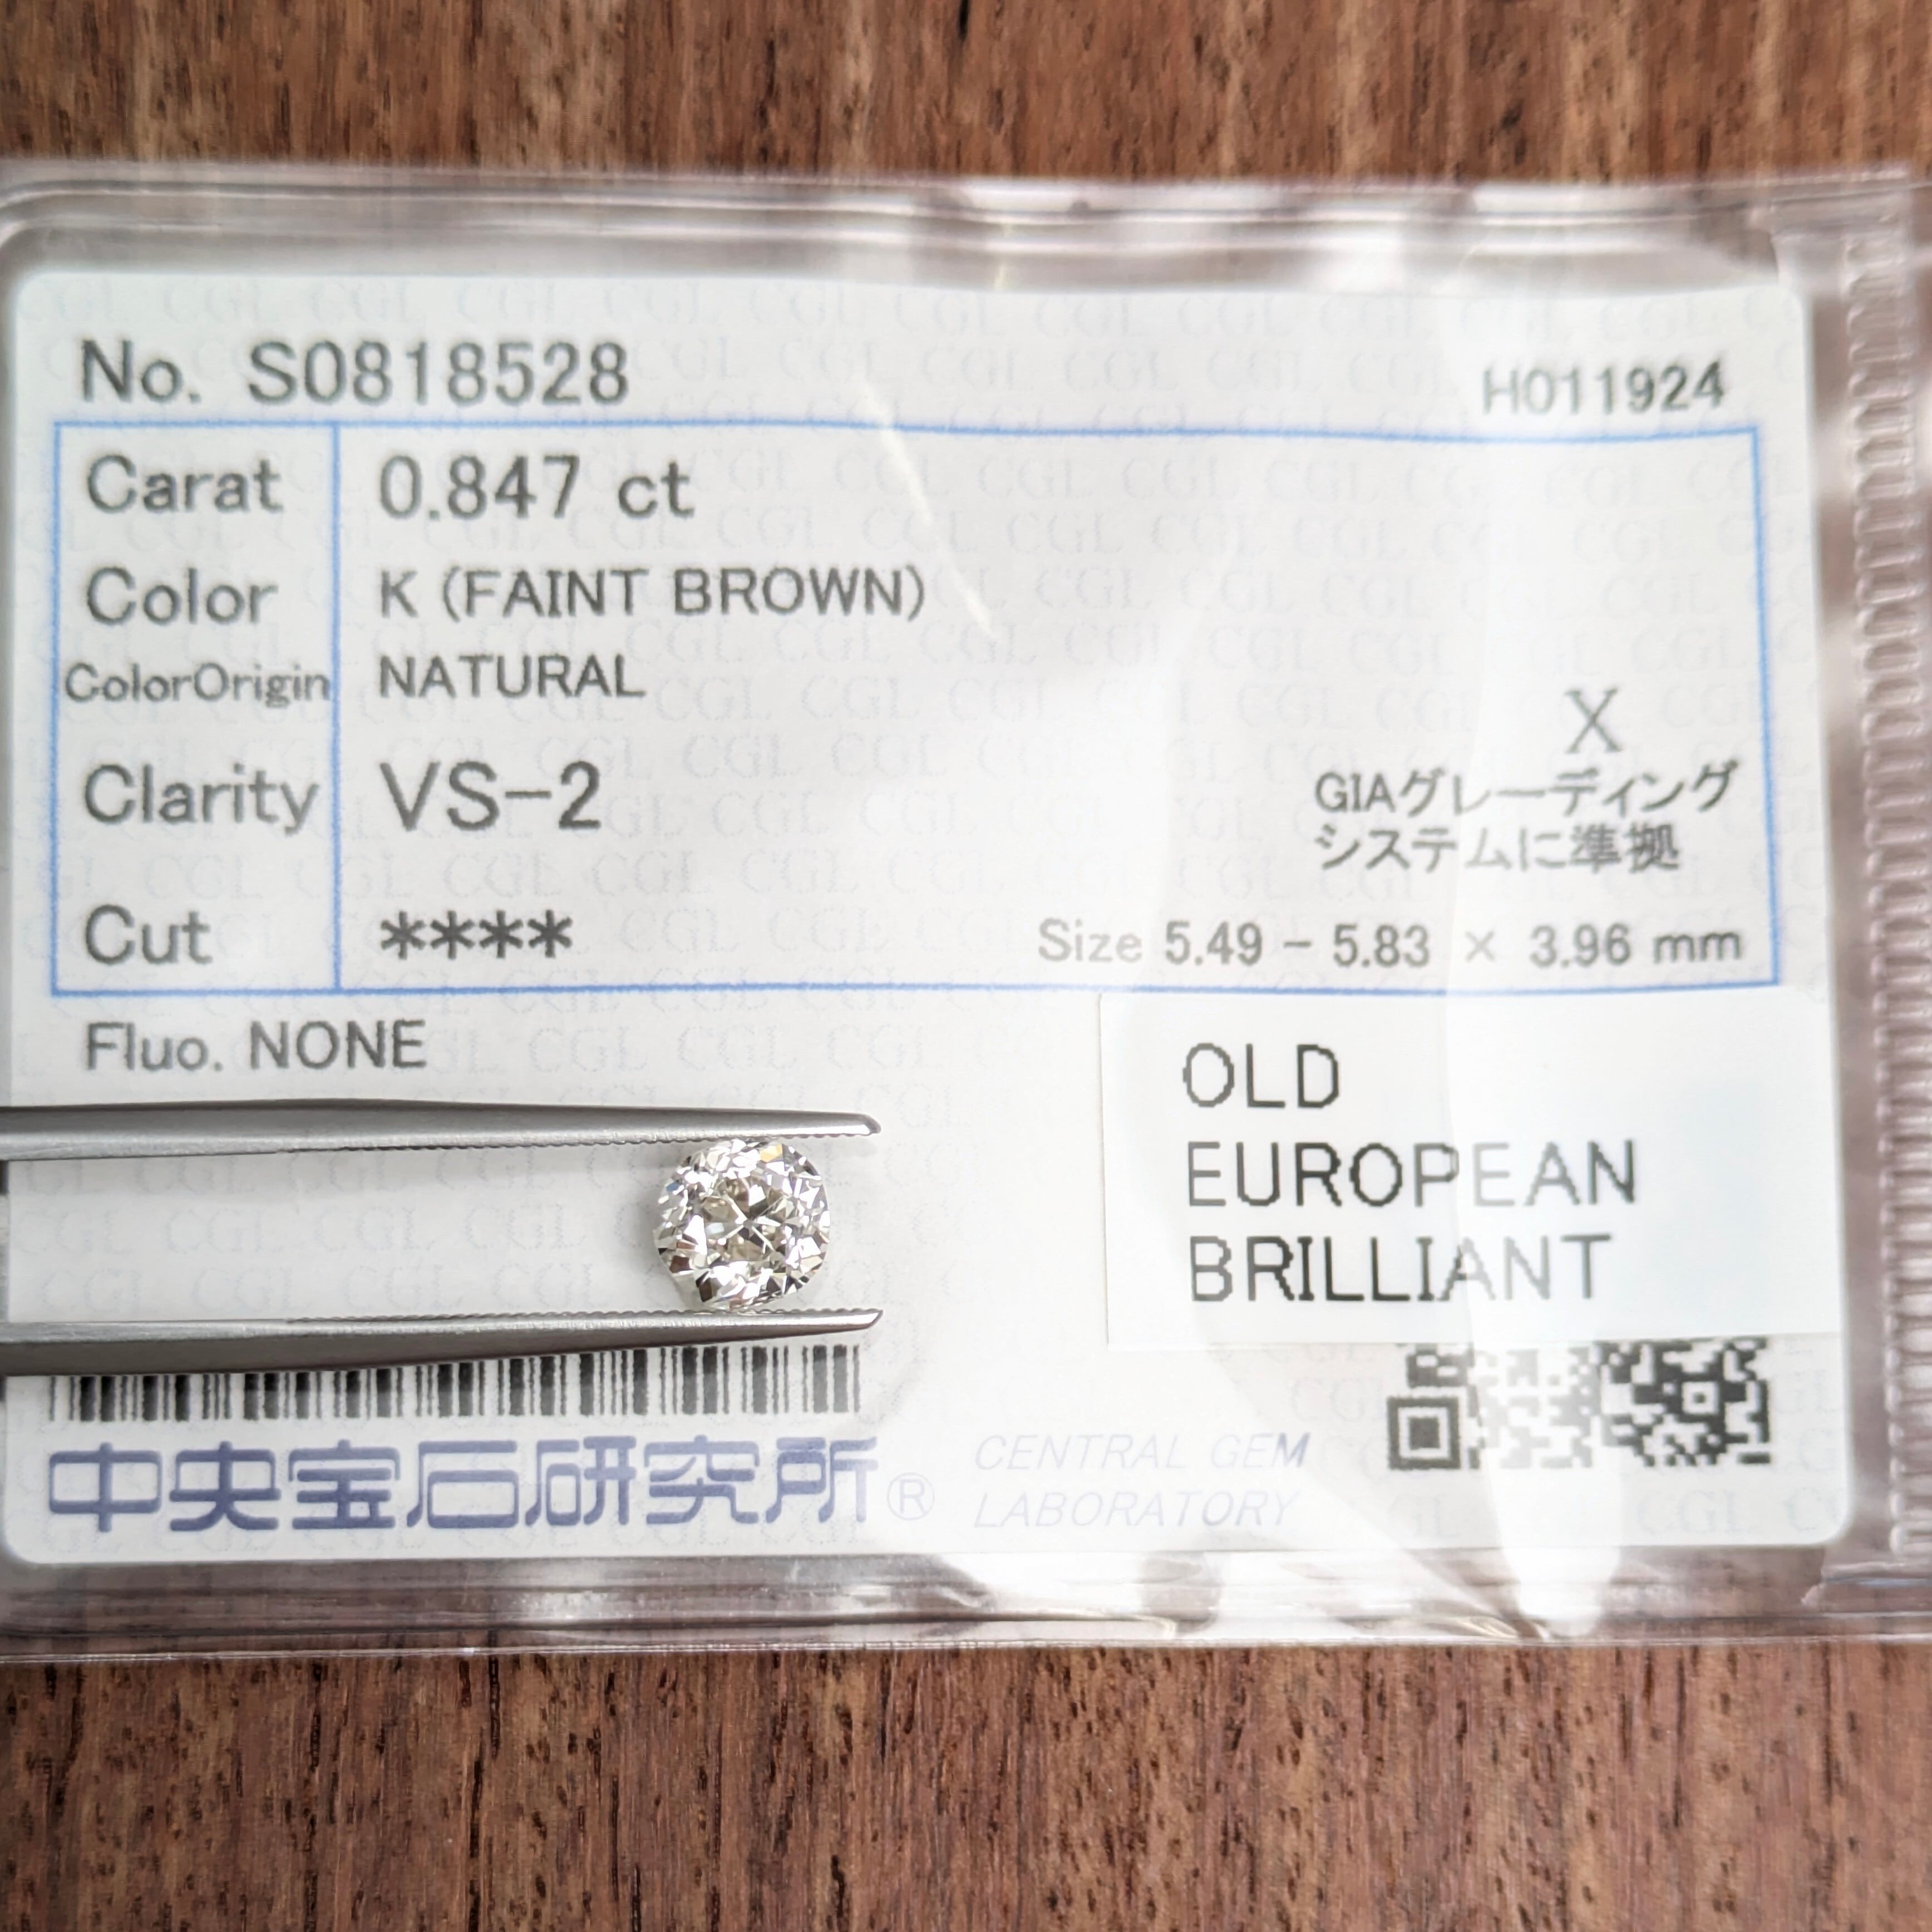 No. S0818528
H011924
Carat 0.847 ct
Color K (FAINT BROWN)
ColorOrigin NATURAL
Clarity VS-2
X
GIAグレーディング
システムに準拠
Cut ****
Size 5.49 - 5.83 × 3.96 mm
Fluo. NONE
OLD
EUROPEAN
BRILLIANT
中央宝石研究所®
CENTRAL GEM
LABORATORY